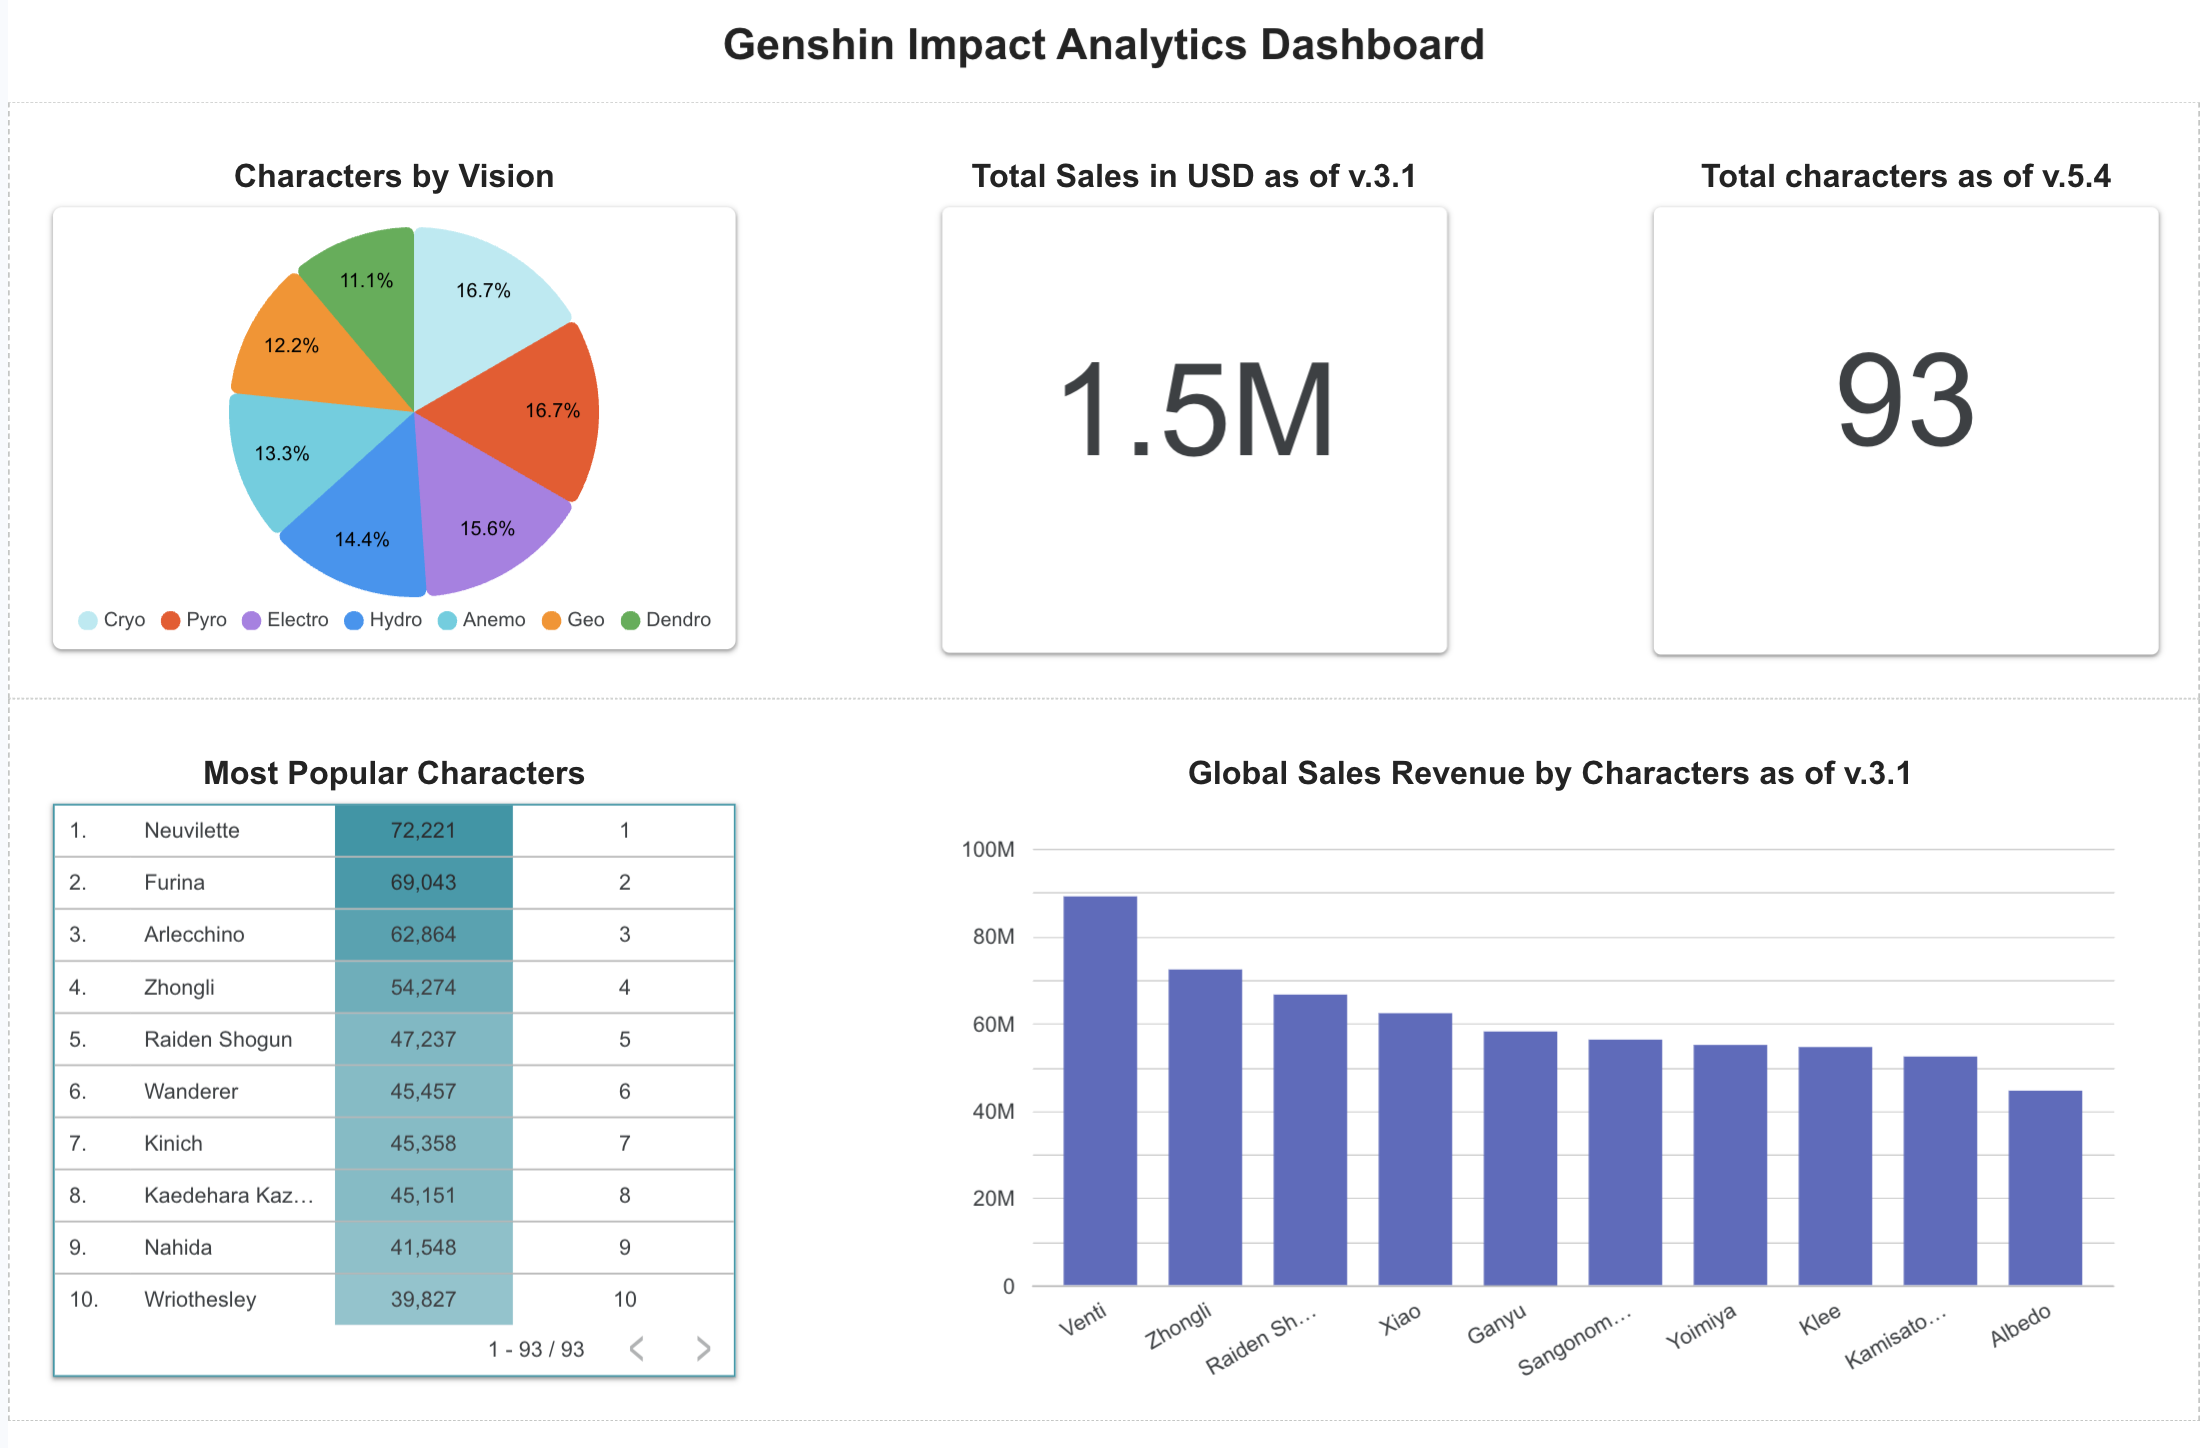 Genshin Impact Analytics Dashboard
Characters by Vision
11.1%
16.7%
12.2%
16.7%
13.3%
15.6%
14.4%
Cryo Pyro Electro Hydro Anemo Geo Dendro
Total Sales in USD as of v.3.1
1.5M
Total characters as of v.5.4
93
Most Popular Characters
1. Neuvilette 72,221 1
2. Furina 69,043 2
3. Arlecchino 62,864 3
4. Zhongli 54,274 4
5. Raiden Shogun 47,237 5
6. Wanderer 45,457 6
7. Kinich 45,358 7
8. Kaedehara Kaz... 45,151 8
9. Nahida 41,548 9
10. Wriothesley 39,827 10
1 - 93 / 93
Global Sales Revenue by Characters as of v.3.1
100M
80M
60M
40M
20M
0
Venti
Zhongli
Raiden Sh...
Xiao
Ganyu
Sangonom...
Yoimiya
Klee
Kamisato...
Albedo